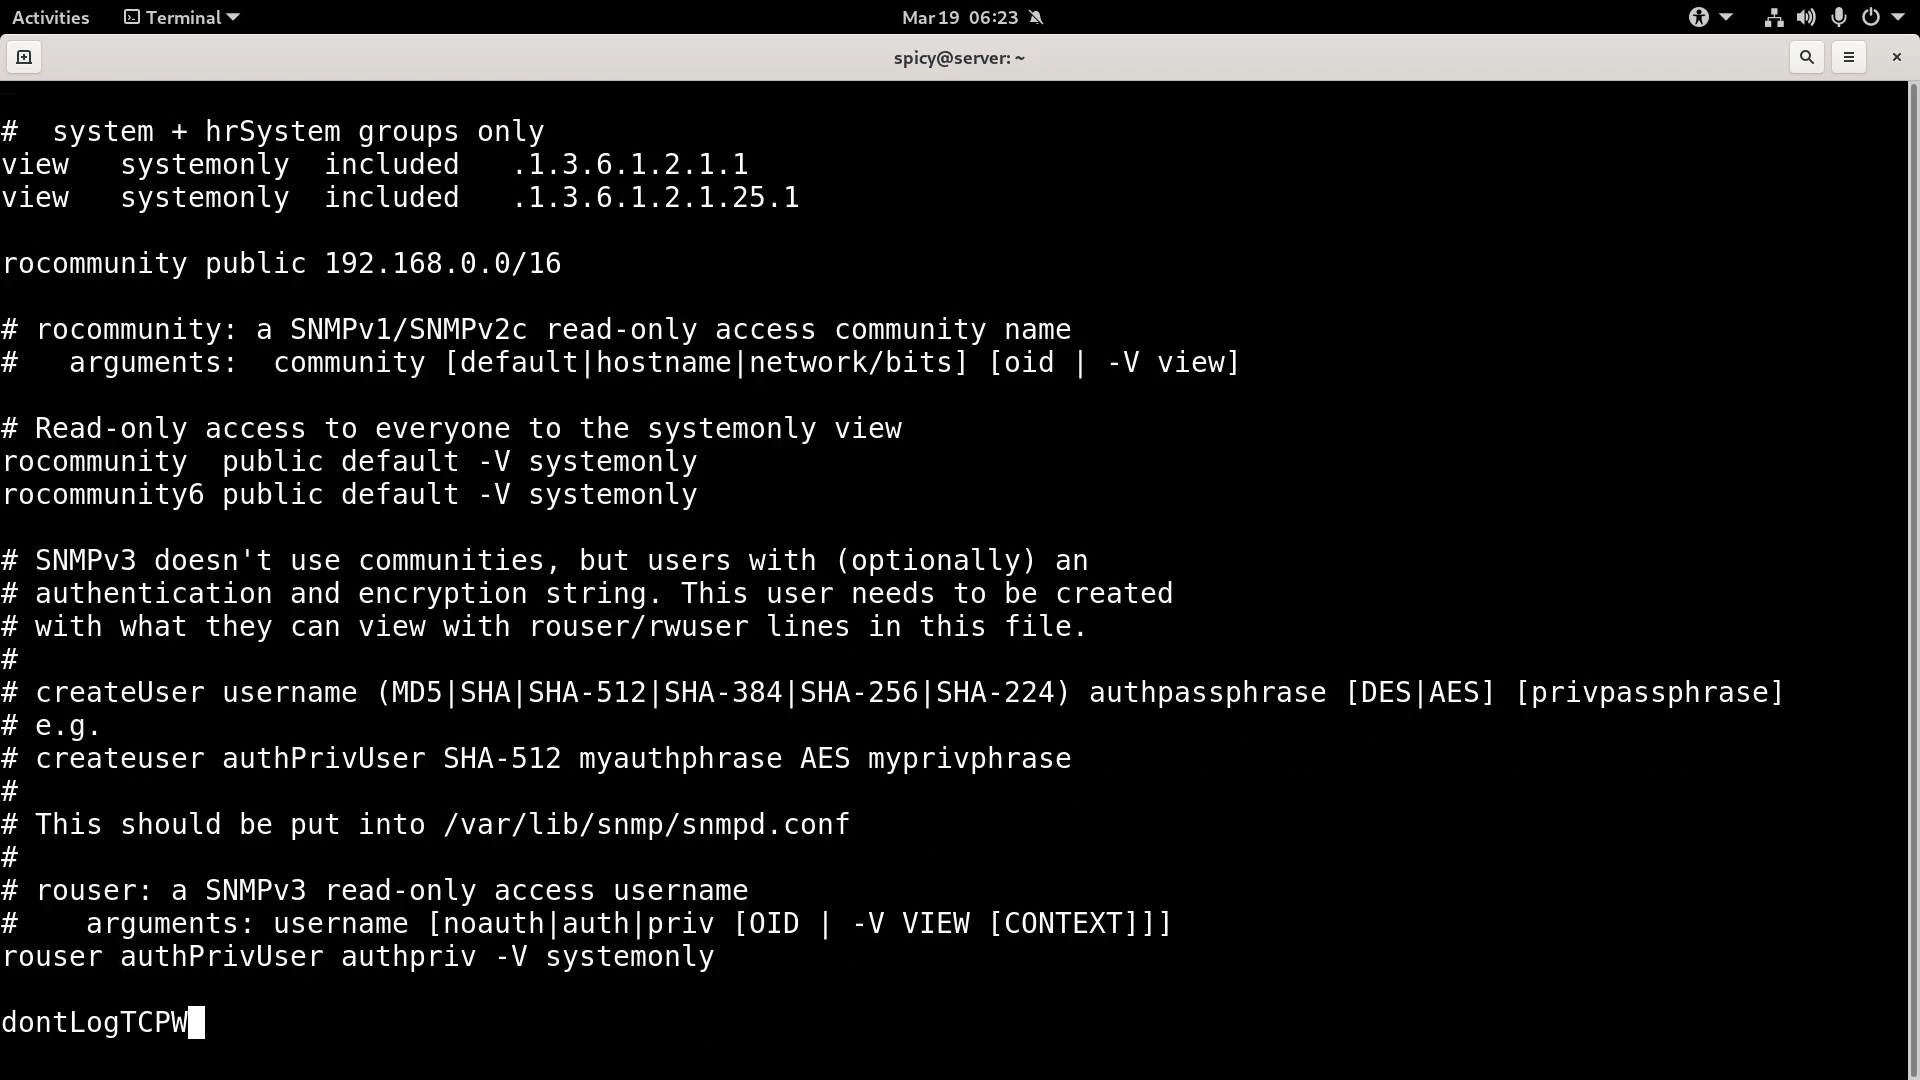 Activities Terminal Mar 19 06:23
spicy@server: ~
#  system + hrSystem groups only
view   systemonly  included   .1.3.6.1.2.1.1
view   systemonly  included   .1.3.6.1.2.1.25.1
rocommunity public 192.168.0.0/16
# rocommunity: a SNMPv1/SNMPv2c read-only access community name
#   arguments:  community [default|hostname|network/bits] [oid | -V view]
# Read-only access to everyone to the systemonly view
rocommunity  public default -V systemonly
rocommunity6 public default -V systemonly
# SNMPv3 doesn't use communities, but users with (optionally) an
# authentication and encryption string. This user needs to be created
# with what they can view with rouser/rwuser lines in this file.
#
# createUser username (MD5|SHA|SHA-512|SHA-384|SHA-256|SHA-224) authpassphrase [DES|AES] [privpassphrase]
# e.g.
# createuser authPrivUser SHA-512 myauthphrase AES myprivphrase
#
# This should be put into /var/lib/snmp/snmpd.conf
#
# rouser: a SNMPv3 read-only access username
#    arguments: username [noauth|auth|priv [OID | -V VIEW [CONTEXT]]]
rouser authPrivUser authpriv -V systemonly
dontLogTCPW